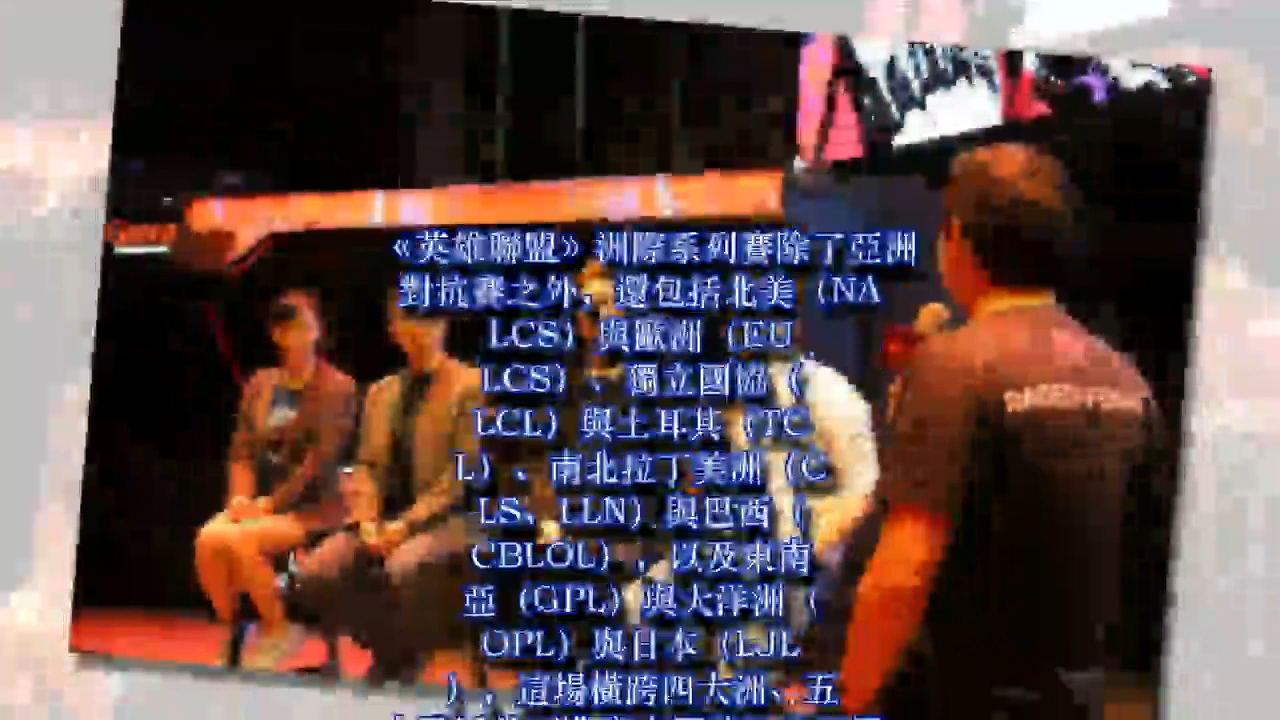 《英雄聯盟》洲際系列賽除了亞洲
對抗賽之外，還包括北美（NA
LCS）與歐洲（EU
LCS）、獨立國協（
LCL）與土耳其（TC
L）、南北拉丁美洲（C
LS、LLN）與巴西（
CBLOL），以及東南
亞（GPL）與大洋洲（
OPL）與日本（LJL
），這場橫跨四大洲、五